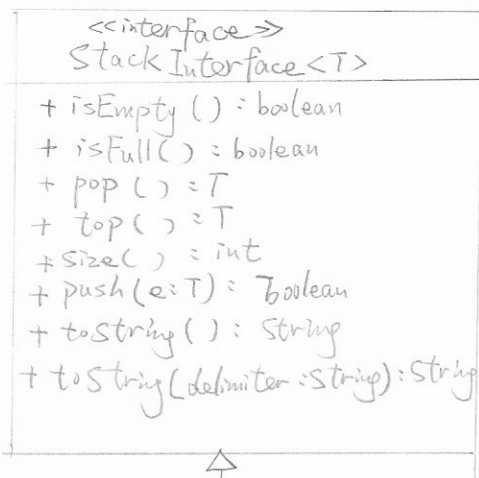 <<interface>>
StackInterface<T>
+ isEmpty() : boolean
+ isFull() : boolean
+ pop() : T
+ top() : T
+ size() : int
+ push(e:T) : boolean
+ toString() : String
+ toString(delimiter:String):String